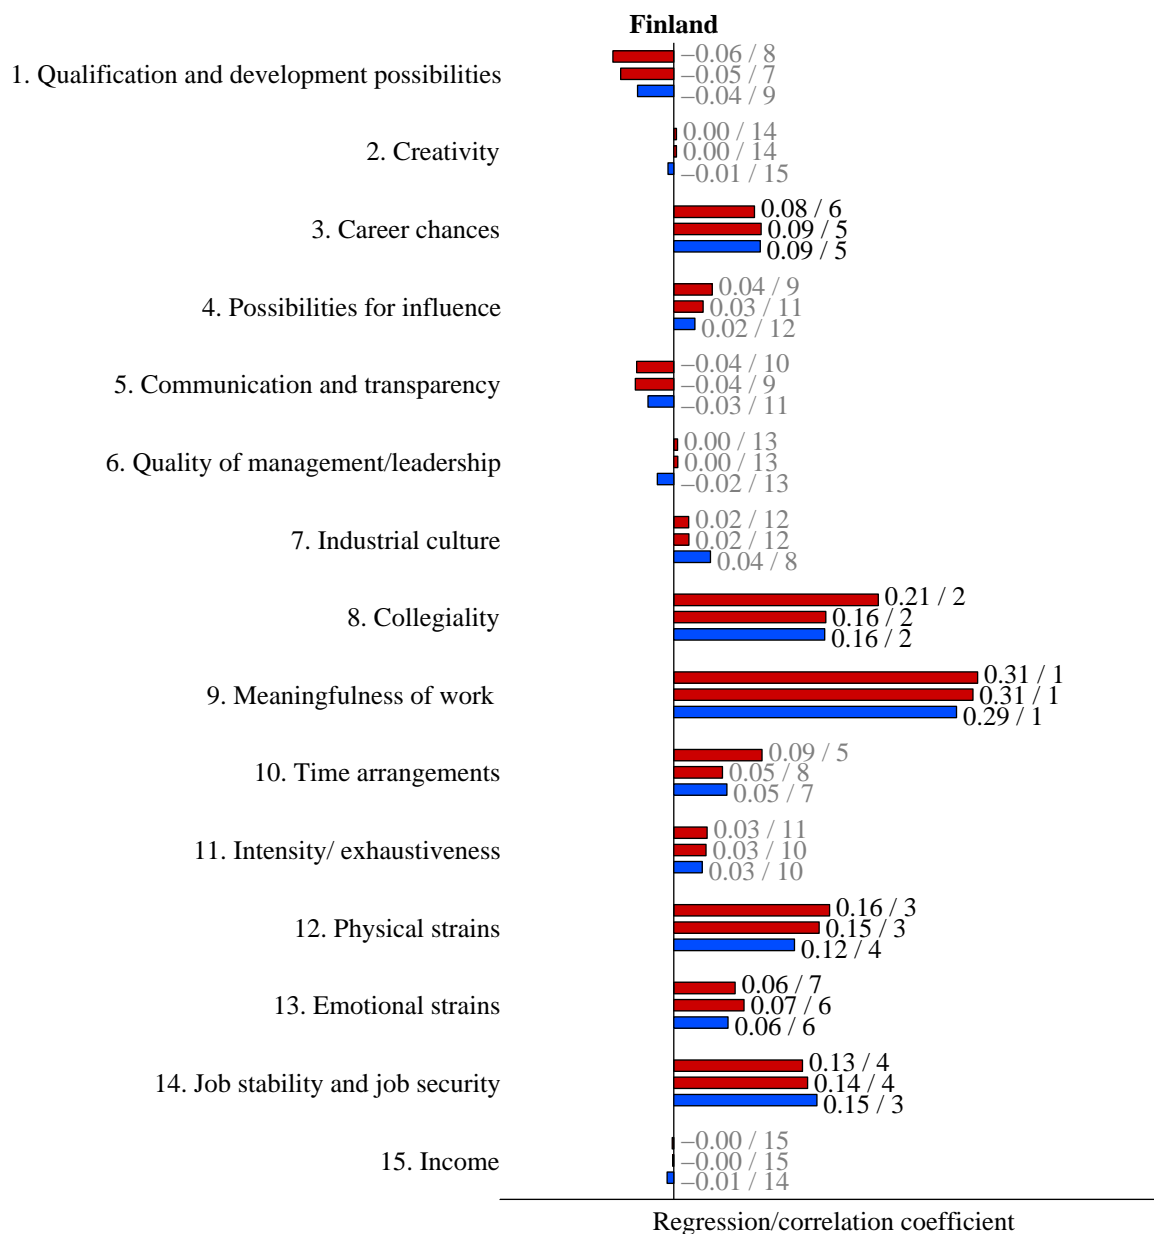 Finland
1. Qualification and development possibilities
–0.06 / 8
–0.05 / 7
–0.04 / 9
2. Creativity
0.00 / 14
0.00 / 14
–0.01 / 15
3. Career chances
0.08 / 6
0.09 / 5
0.09 / 5
4. Possibilities for influence
0.04 / 9
0.03 / 11
0.02 / 12
5. Communication and transparency
–0.04 / 10
–0.04 / 9
–0.03 / 11
6. Quality of management/leadership
0.00 / 13
0.00 / 13
–0.02 / 13
7. Industrial culture
0.02 / 12
0.02 / 12
0.04 / 8
8. Collegiality
0.21 / 2
0.16 / 2
0.16 / 2
9. Meaningfulness of work
0.31 / 1
0.31 / 1
0.29 / 1
10. Time arrangements
0.09 / 5
0.05 / 8
0.05 / 7
11. Intensity/ exhaustiveness
0.03 / 11
0.03 / 10
0.03 / 10
12. Physical strains
0.16 / 3
0.15 / 3
0.12 / 4
13. Emotional strains
0.06 / 7
0.07 / 6
0.06 / 6
14. Job stability and job security
0.13 / 4
0.14 / 4
0.15 / 3
15. Income
–0.00 / 15
–0.00 / 15
–0.01 / 14
Regression/correlation coefficient